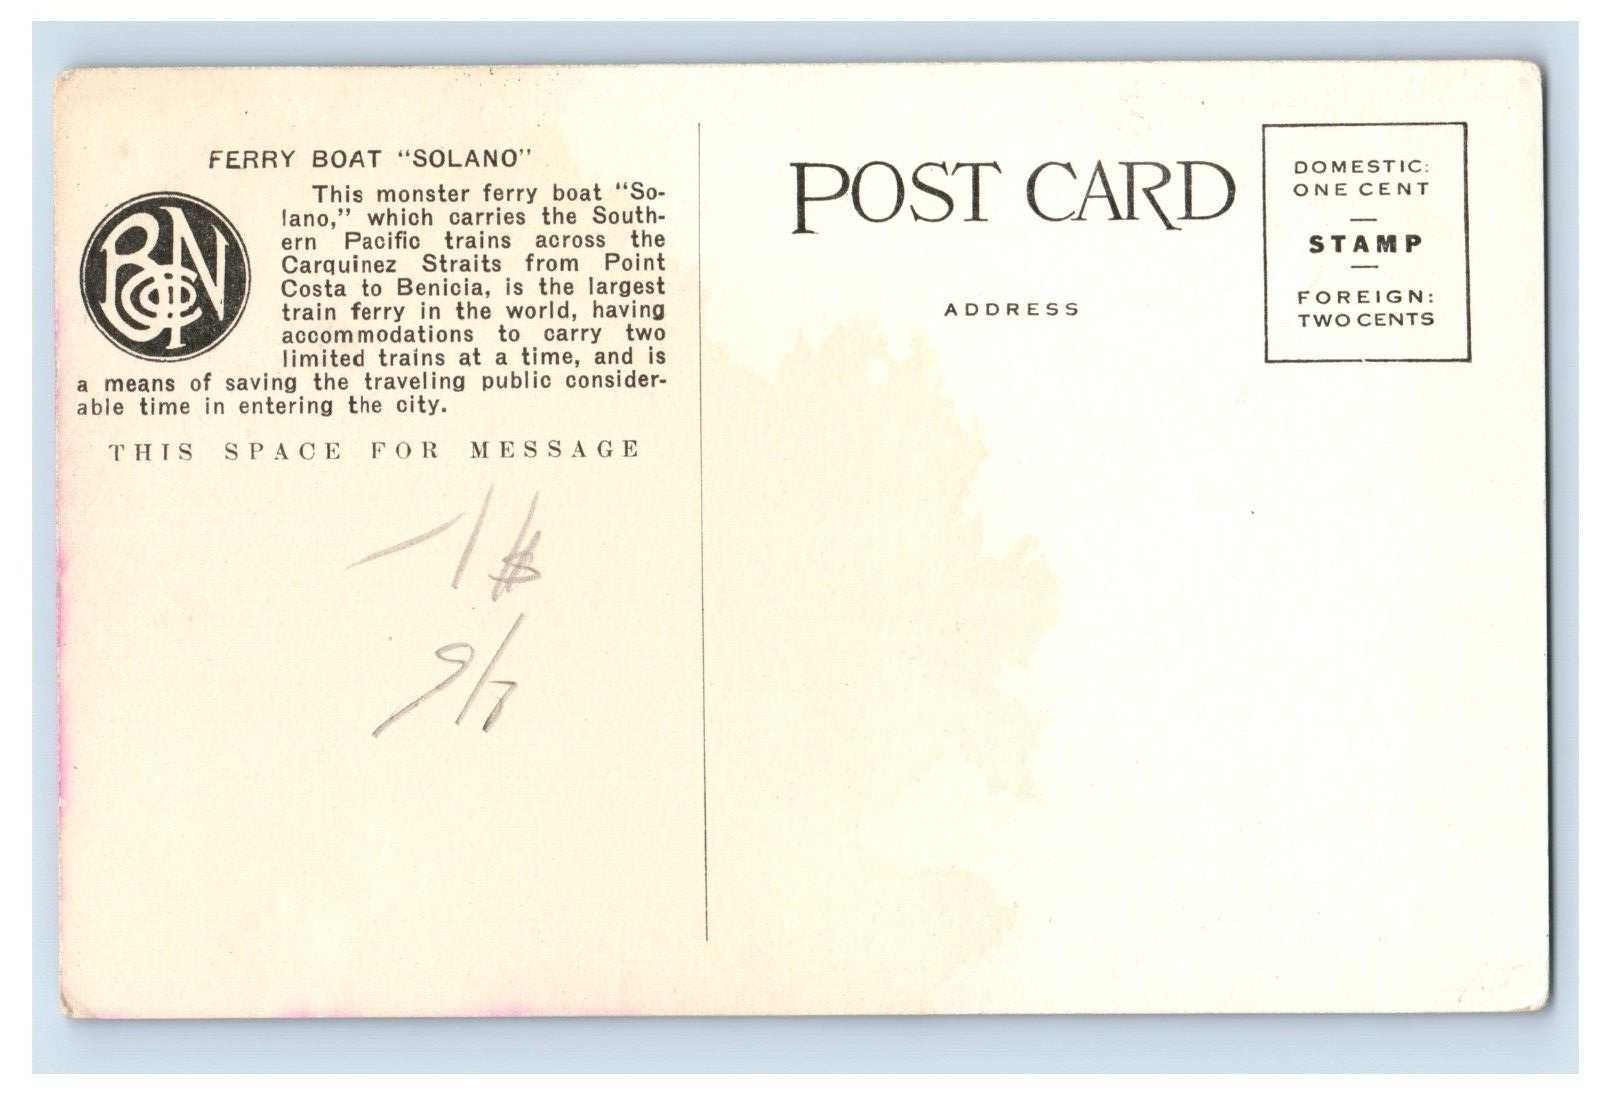 FERRY BOAT "SOLANO"
This monster ferry boat "So-
lano," which carries the South-
ern Pacific trains across the
Carquinez Straits from Point
Costa to Benicia, is the largest
train ferry in the world, having
accommodations to carry two
limited trains at a time, and is
a means of saving the traveling public consider-
able time in entering the city.
THIS SPACE FOR MESSAGE
POST CARD
ADDRESS
DOMESTIC:
ONE CENT
STAMP
FOREIGN:
TWO CENTS